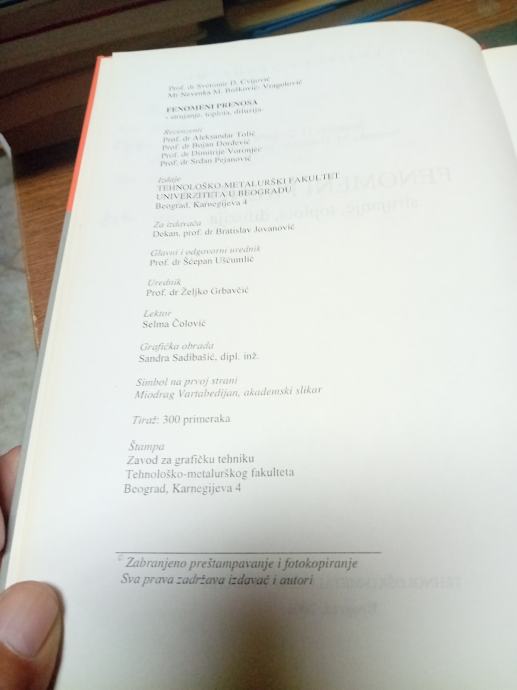 Prof. dr Svetomir D. Cvijović
Mr Nevenka M. Bošković- Vragolović
FENOMENI PRENOSA
- strujanje, toplota, difuzija-
Recenzenti
Prof. dr Aleksandar Tolić
Prof. dr Bojan Đorđević
Prof. dr Dimitrije Voronjec
Prof. dr Srđan Pejanović
Izdaje
TEHNOLOŠKO-METALURŠKI FAKULTET
UNIVERZITETA U BEOGRADU
Beograd, Karnegijeva 4
Za izdavača
Dekan, prof. dr Bratislav Jovanović
Glavni i odgovorni urednik
Prof. dr Šćepan Ušćumlić
Urednik
Prof. dr Željko Grbavčić
Lektor
Selma Čolović
Grafička obrada
Sandra Sadibašić, dipl. inž.
Simbol na prvoj strani
Miodrag Vartabedijan, akademski slikar
Tiraž: 300 primeraka
Štampa
Zavod za grafičku tehniku
Tehnološko-metalurškog fakulteta
Beograd, Karnegijeva 4
© Zabranjeno preštampavanje i fotokopiranje
Sva prava zadržava izdavač i autori